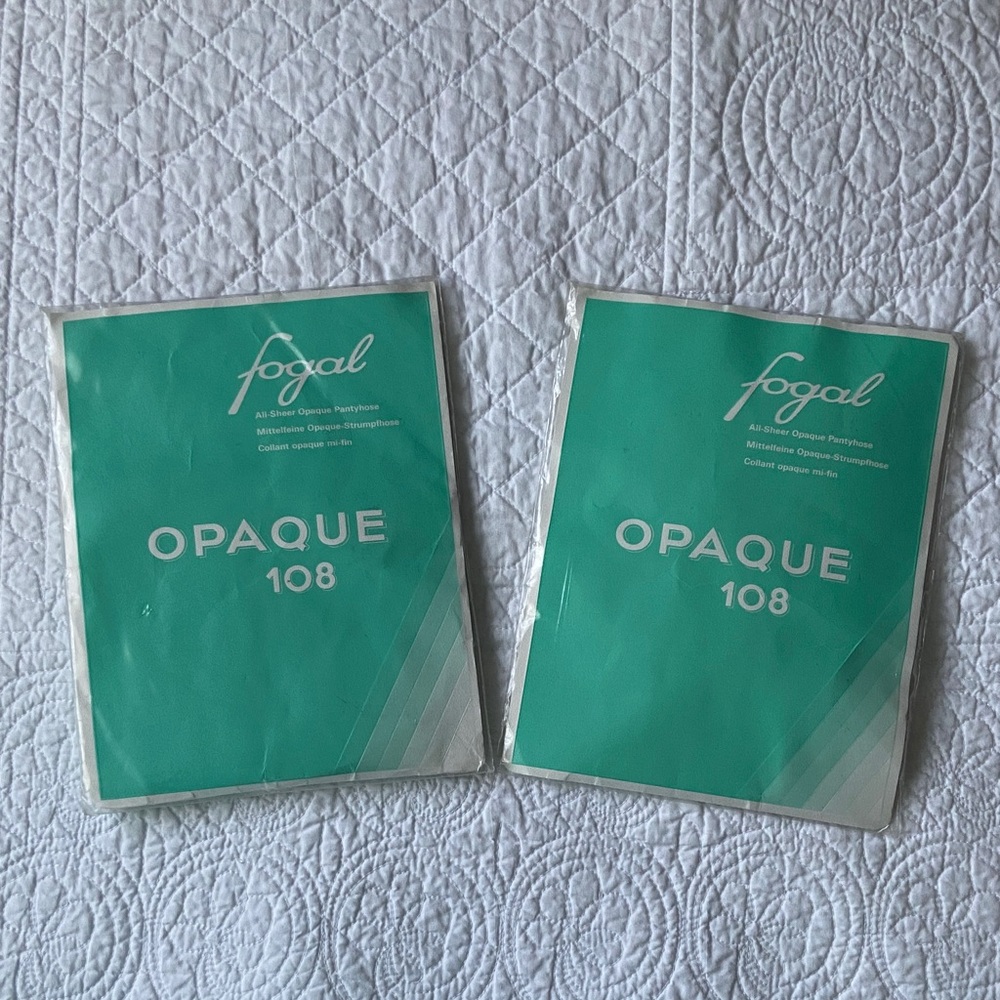 fogal
All-Sheer Opaque Pantyhose
Mittelfeine Opaque-Strumpfhose
Collant opaque mi-fin
OPAQUE
108
fogal
All-Sheer Opaque Pantyhose
Mittelfeine Opaque-Strumpfhose
Collant opaque mi-fin
OPAQUE
108